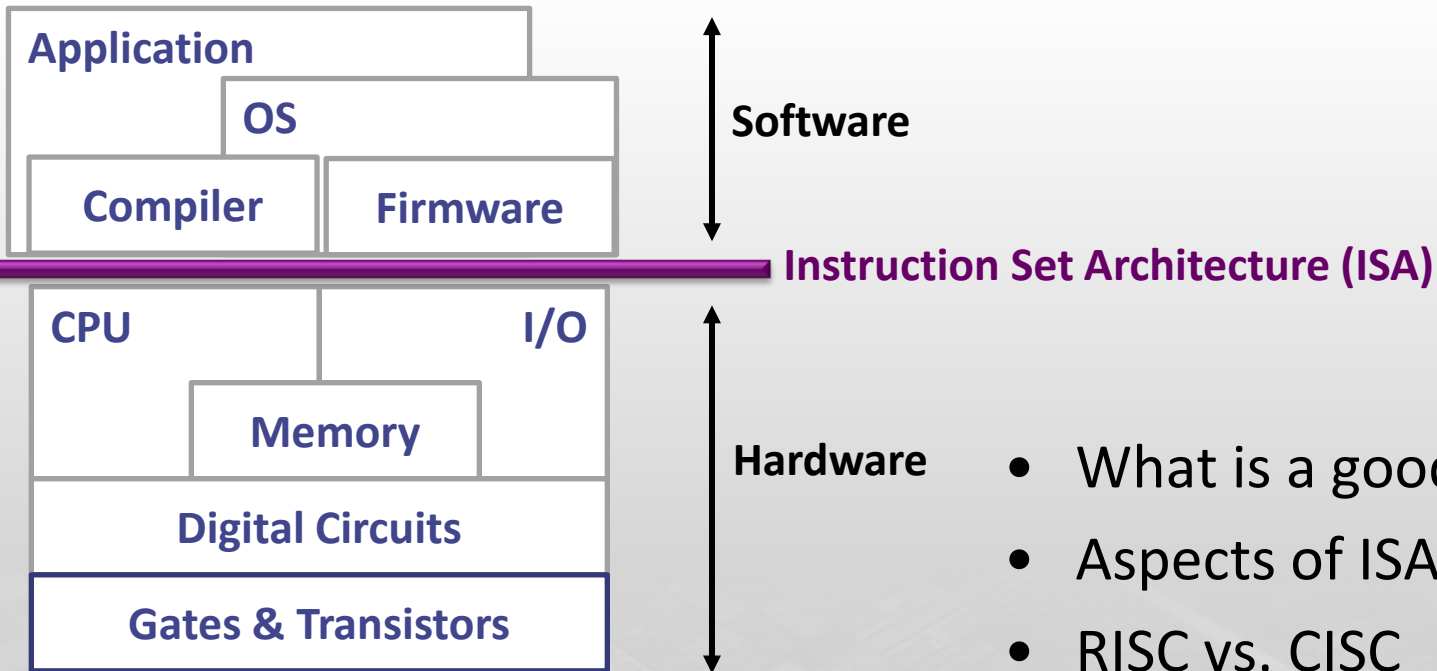 Application
OS
Compiler
Firmware
Software
Instruction Set Architecture (ISA)
CPU
I/O
Memory
Digital Circuits
Gates & Transistors
Hardware
• What is a good
• Aspects of ISA
• RISC vs. CISC